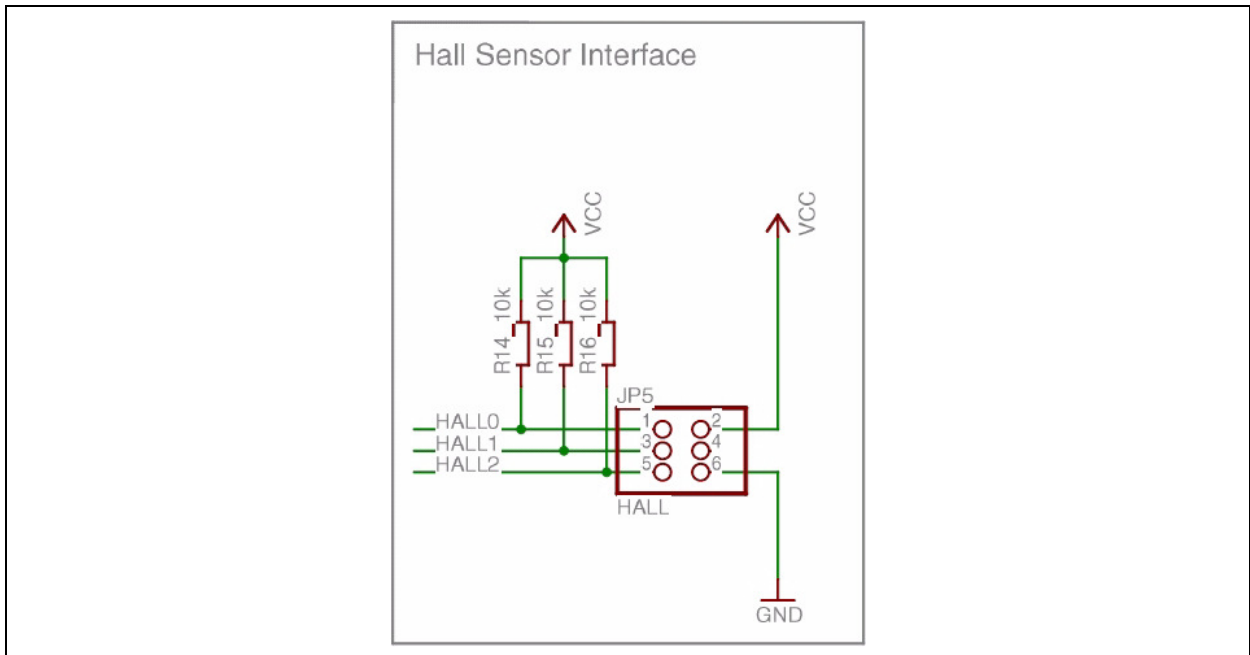 Hall Sensor Interface
VCC
VCC
R14 10k
R15 10k
R16 10k
JP5
HALL0
HALL1
HALL2
1 2
3 4
5 6
HALL
GND